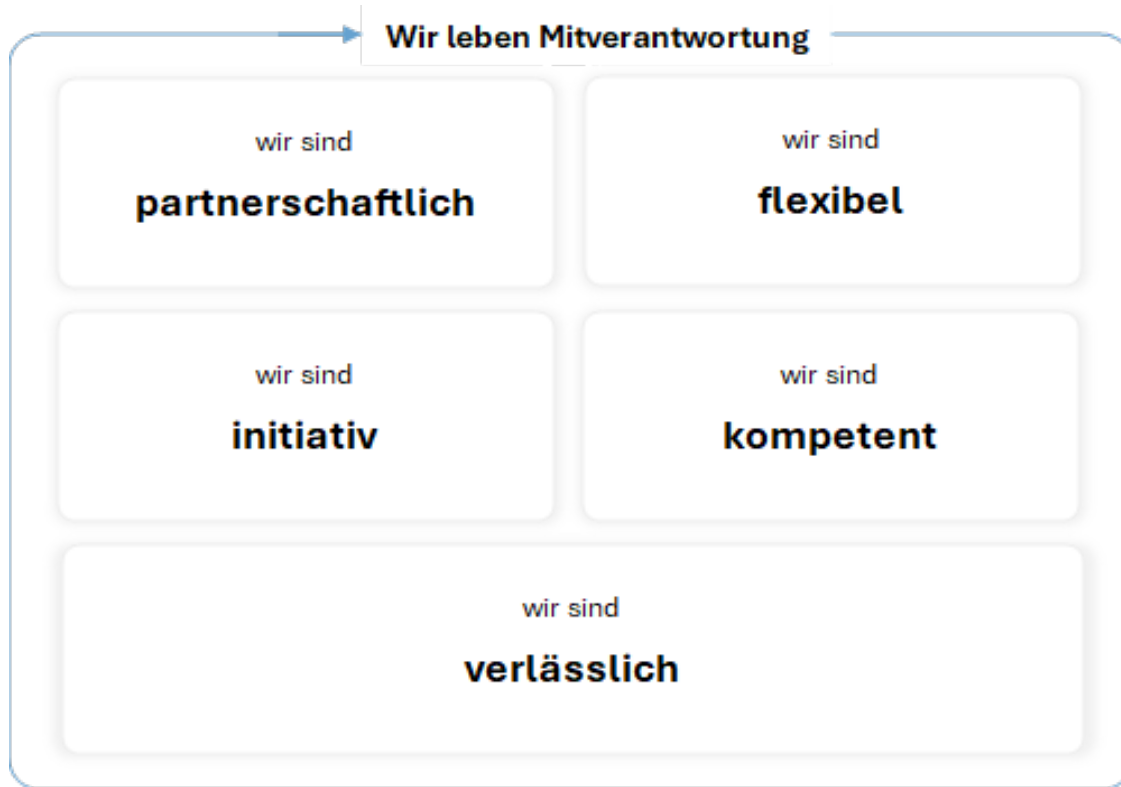 Wir leben Mitverantwortung
wir sind
partnerschaftlich
wir sind
flexibel
wir sind
initiativ
wir sind
kompetent
wir sind
verlässlich